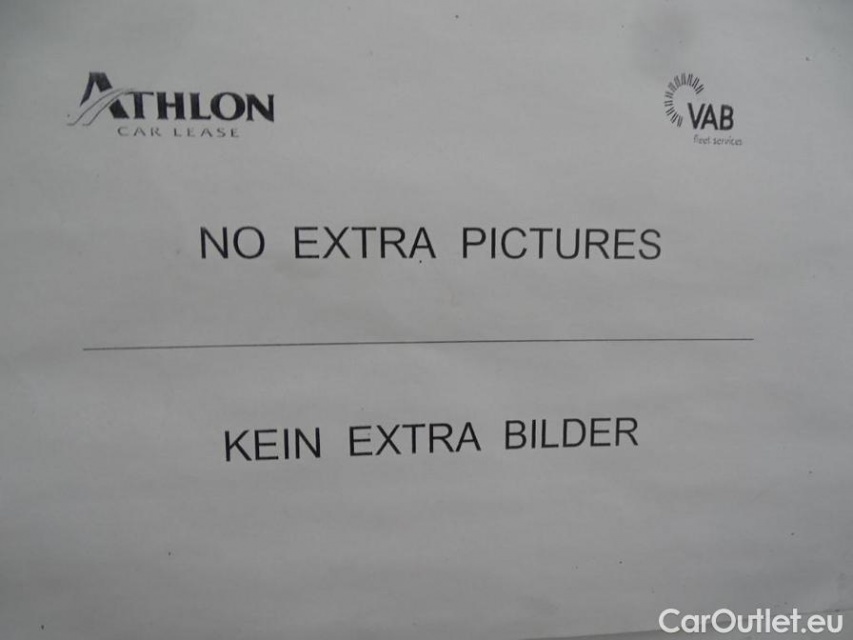 ATHLON
CAR LEASE
VAB
fleet services
NO EXTRA PICTURES
KEIN EXTRA BILDER
CarOutlet.eu